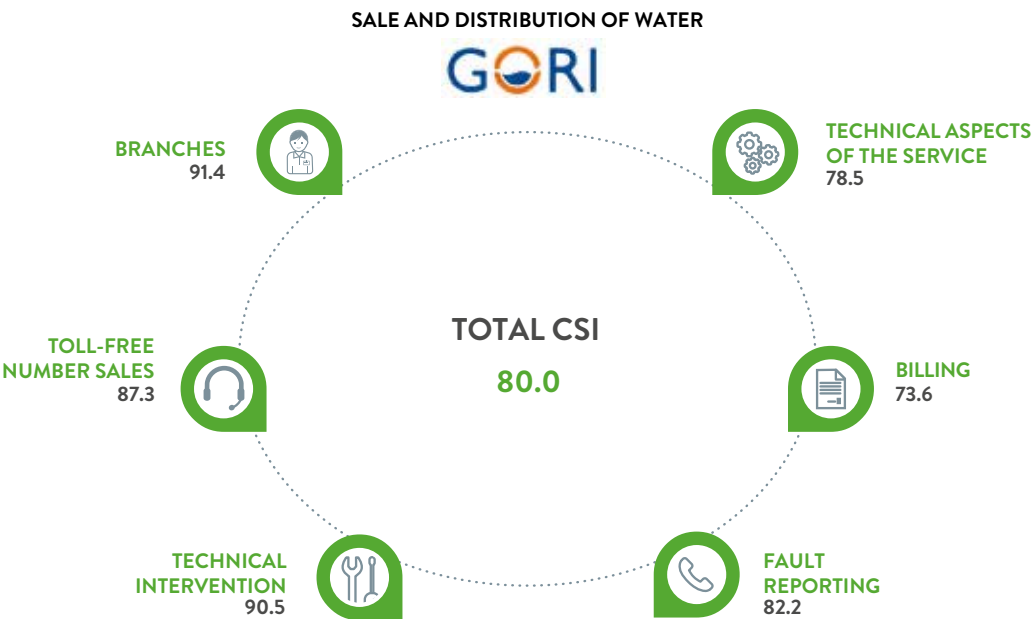 SALE AND DISTRIBUTION OF WATER
GORI
BRANCHES
91.4
TECHNICAL ASPECTS
OF THE SERVICE
78.5
TOTAL CSI
80.0
TOLL-FREE
NUMBER SALES
87.3
BILLING
73.6
TECHNICAL
INTERVENTION
90.5
FAULT
REPORTING
82.2